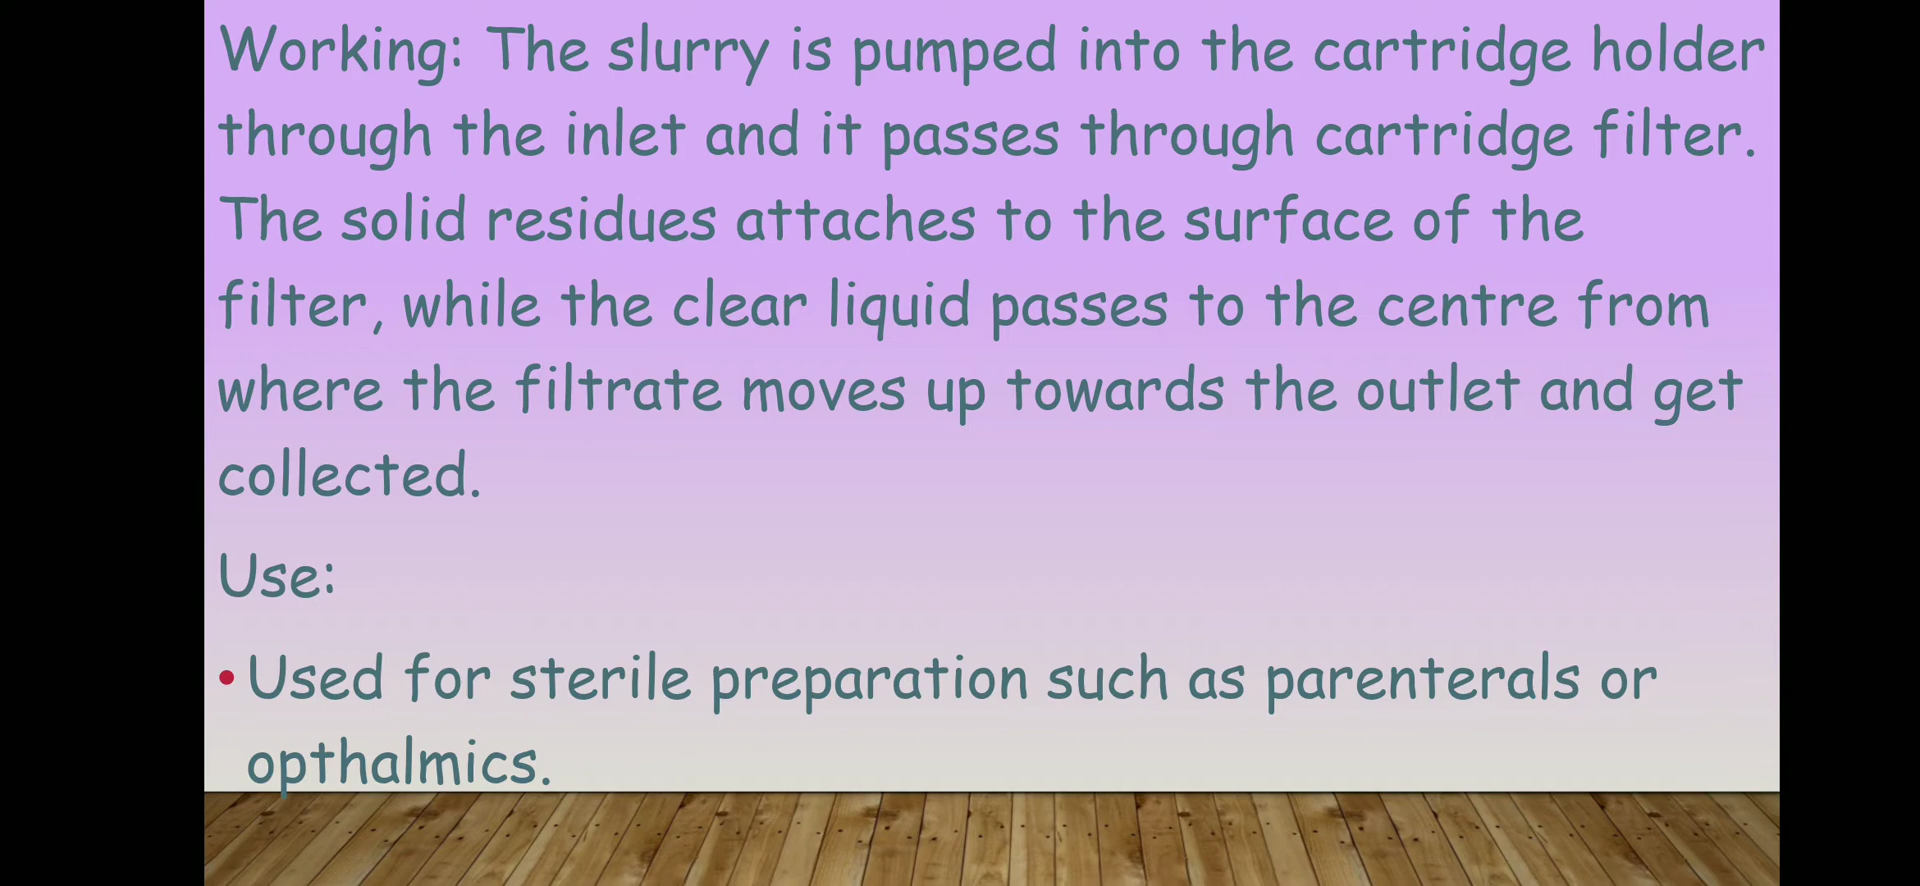 Working: The slurry is pumped into the cartridge holder
through the inlet and it passes through cartridge filter.
The solid residues attaches to the surface of the
filter, while the clear liquid passes to the centre from
where the filtrate moves up towards the outlet and get
collected.
Use:
•Used for sterile preparation such as parenterals or
opthalmics.